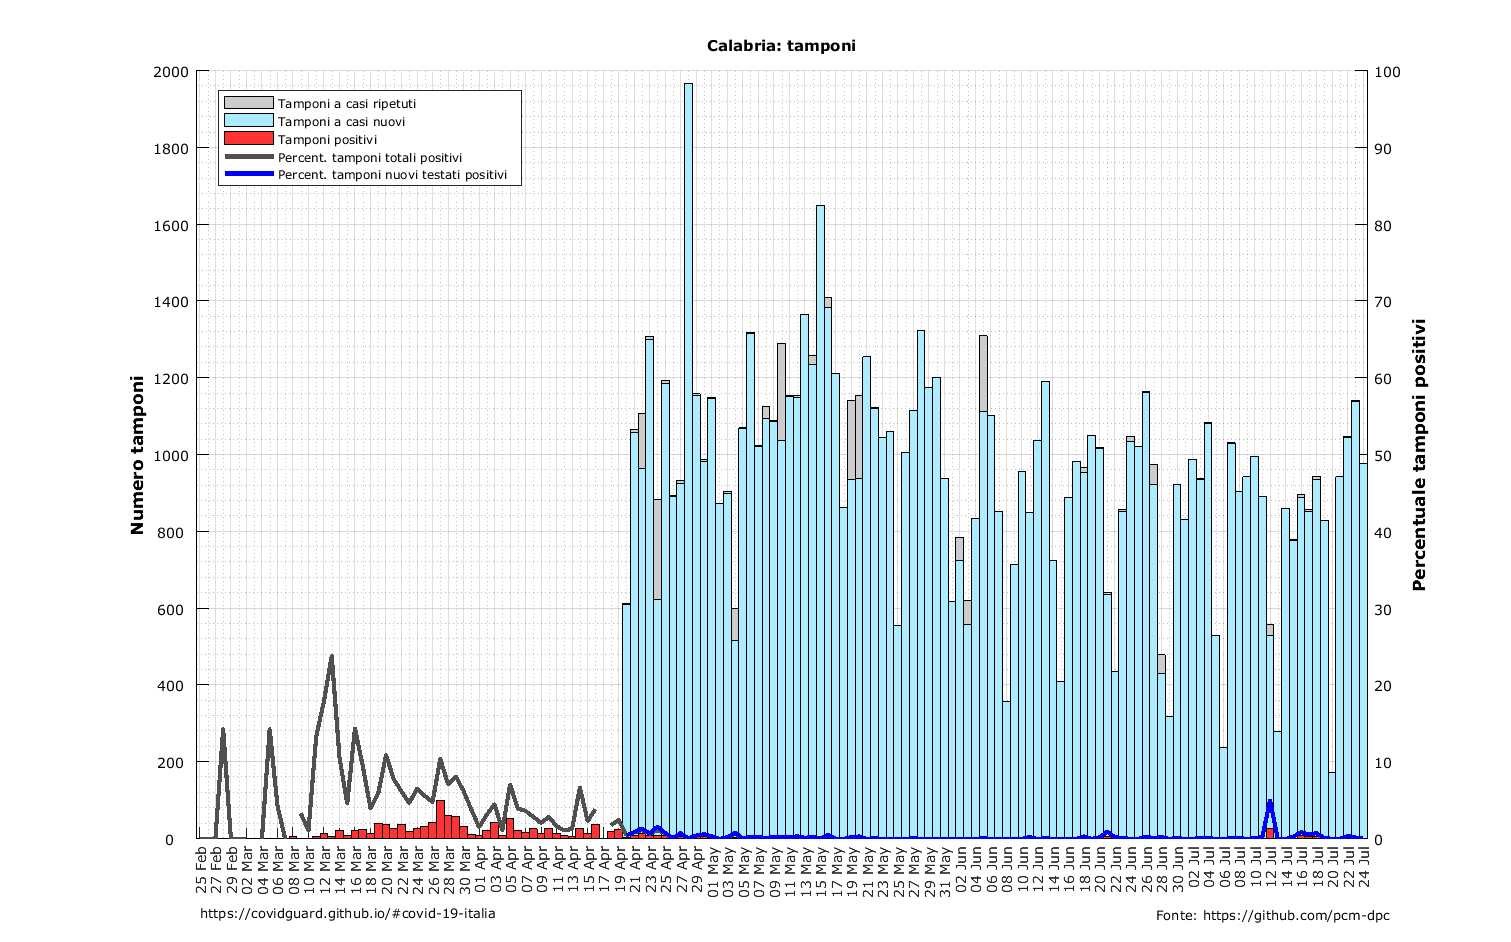 Calabria: tamponi
Tamponi a casi ripetuti
Tamponi a casi nuovi
Tamponi positivi
Percent. tamponi totali positivi
Percent. tamponi nuovi testati positivi
Numero tamponi
2000
1800
1600
1400
1200
1000
800
600
400
200
0
100
90
80
70
60
50
40
30
20
10
0
Percentuale tamponi positivi
25 Feb
27 Feb
29 Feb
02 Mar
04 Mar
06 Mar
08 Mar
10 Mar
12 Mar
14 Mar
16 Mar
18 Mar
20 Mar
22 Mar
24 Mar
26 Mar
28 Mar
30 Mar
01 Apr
03 Apr
05 Apr
07 Apr
09 Apr
11 Apr
13 Apr
15 Apr
17 Apr
19 Apr
21 Apr
23 Apr
25 Apr
27 Apr
29 Apr
01 May
03 May
05 May
07 May
09 May
11 May
13 May
15 May
17 May
19 May
21 May
23 May
25 May
27 May
29 May
31 May
02 Jun
04 Jun
06 Jun
08 Jun
10 Jun
12 Jun
14 Jun
16 Jun
18 Jun
20 Jun
22 Jun
24 Jun
26 Jun
28 Jun
30 Jun
02 Jul
04 Jul
06 Jul
08 Jul
10 Jul
12 Jul
14 Jul
16 Jul
18 Jul
20 Jul
22 Jul
24 Jul
https://covidguard.github.io/#covid-19-italia
Fonte: https://github.com/pcm-dpc